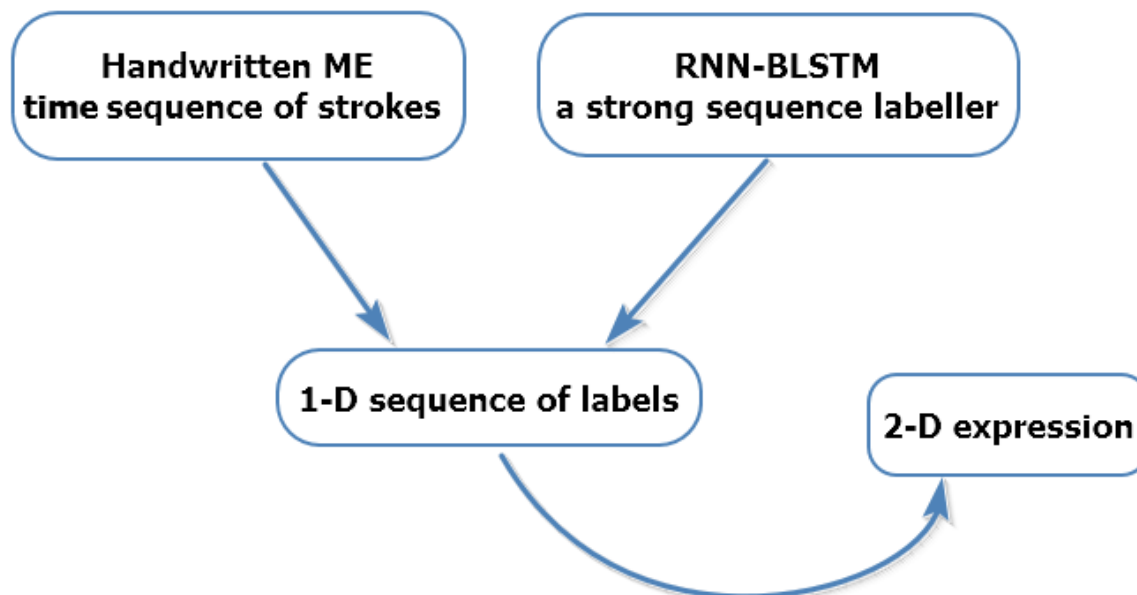 Handwritten ME
time sequence of strokes
RNN-BLSTM
a strong sequence labeller
1-D sequence of labels
2-D expression